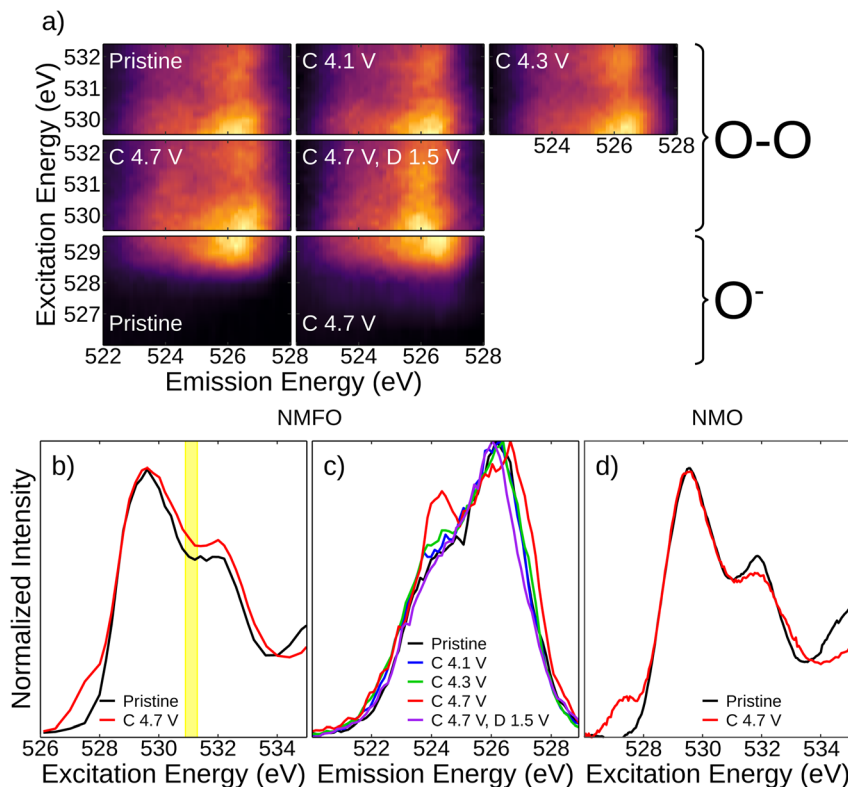 a)
Excitation Energy (eV)
532
531
530
Pristine
C 4.1 V
C 4.3 V
524 526 528
532
531
530
C 4.7 V
C 4.7 V, D 1.5 V
O-O
529
528
527
Pristine
C 4.7 V
O-
522 524 526 528 524 526 528
Emission Energy (eV)
NMFO
NMO
Normalized Intensity
b)
Pristine
C 4.7 V
526 528 530 532 534
Excitation Energy (eV)
c)
Pristine
C 4.1 V
C 4.3 V
C 4.7 V
C 4.7 V, D 1.5 V
522 524 526 528
Emission Energy (eV)
d)
Pristine
C 4.7 V
528 530 532 534
Excitation Energy (eV)